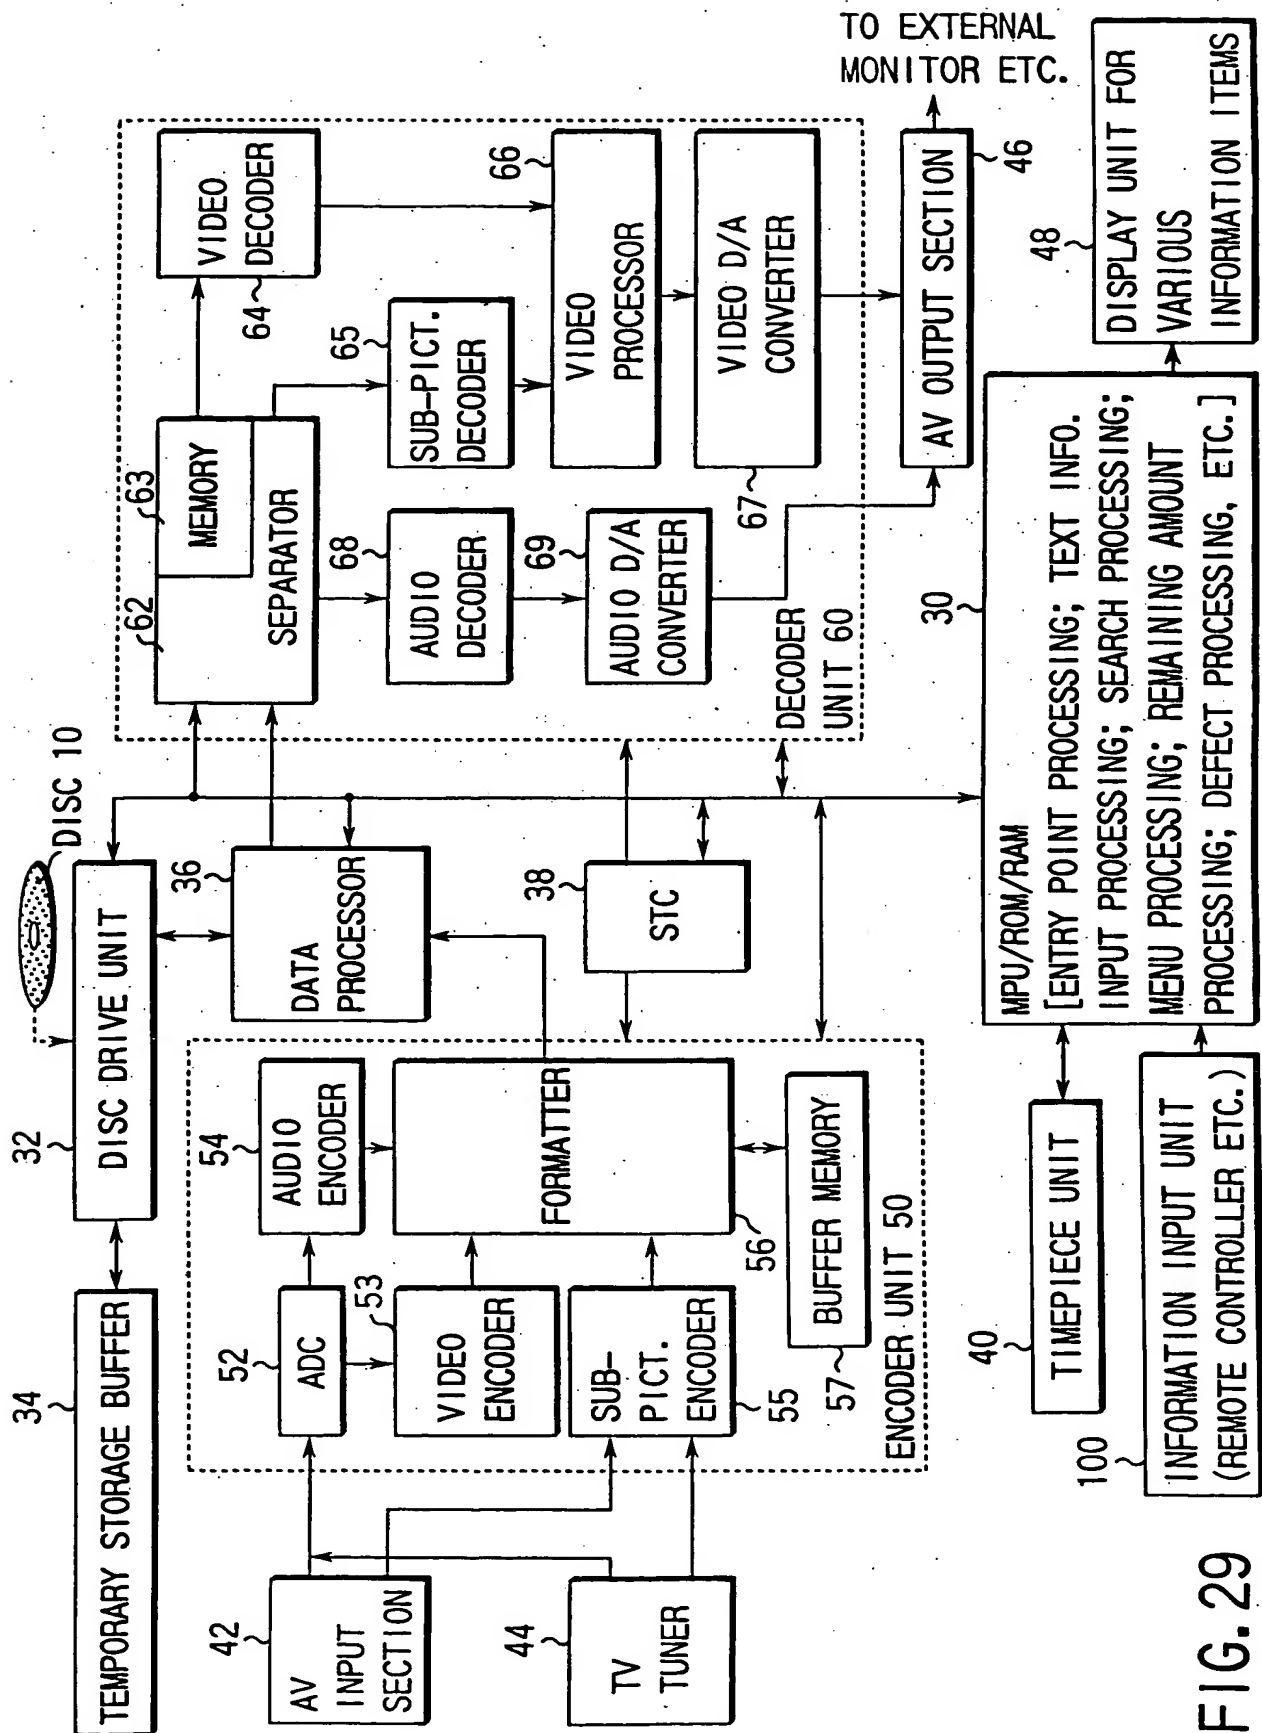 DISC 10
34
TEMPORARY STORAGE BUFFER
32
DISC DRIVE UNIT
36
DATA
PROCESSOR
42
AV
INPUT
SECTION
44
TV
TUNER
52
ADC
54
AUDIO
ENCODER
53
VIDEO
ENCODER
SUB-
PICT.
ENCODER
55
FORMATTER
56
BUFFER MEMORY
57
ENCODER UNIT 50
38
STC
62
63
MEMORY
SEPARATOR
VIDEO
DECODER
64
65
SUB-PICT.
DECODER
68
AUDIO
DECODER
69
AUDIO D/A
CONVERTER
66
VIDEO
PROCESSOR
VIDEO D/A
CONVERTER
67
DECODER
UNIT 60
AV OUTPUT SECTION
46
TO EXTERNAL
MONITOR ETC.
30
MPU/ROM/RAM
[ENTRY POINT PROCESSING; TEXT INFO.
INPUT PROCESSING; SEARCH PROCESSING;
MENU PROCESSING; REMAINING AMOUNT
PROCESSING; DEFECT PROCESSING, ETC.]
48
DISPLAY UNIT FOR
VARIOUS
INFORMATION ITEMS
40
TIMEPIECE UNIT
100
INFORMATION INPUT UNIT
(REMOTE CONTROLLER ETC.)
FIG. 29